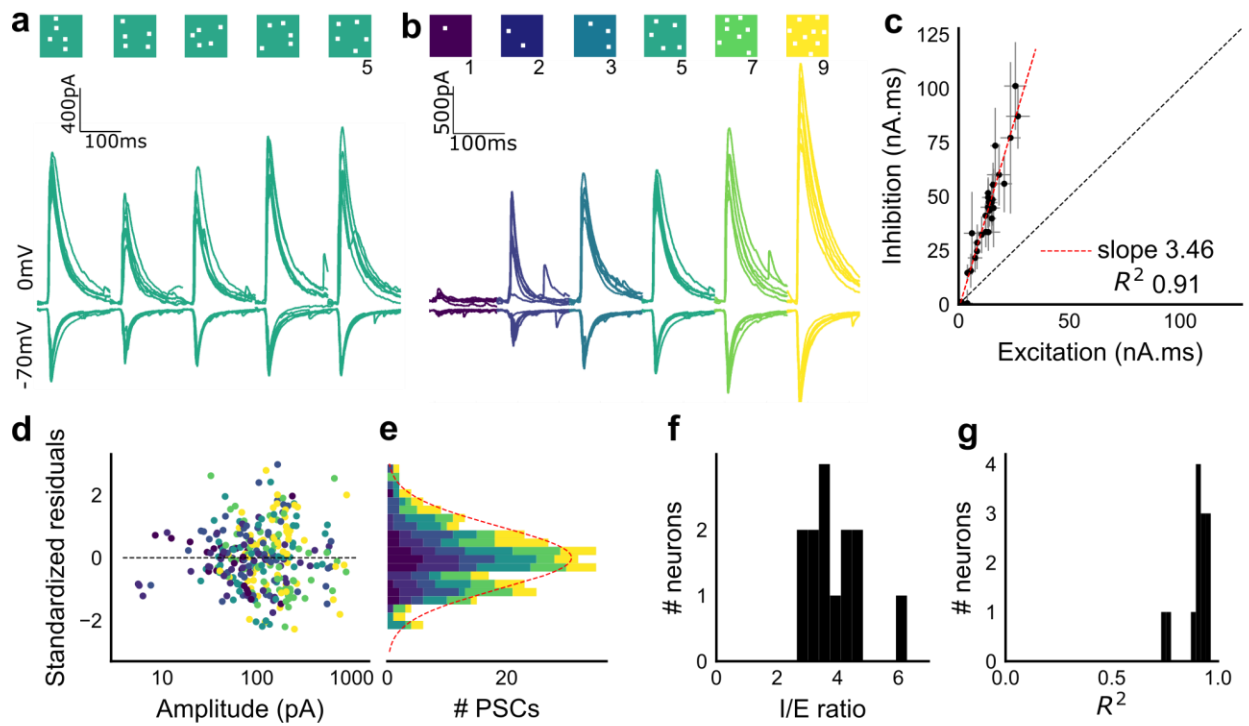 a
5
400pA
100ms
0mV
-70mV
b
1 2 3 5 7 9
500pA
100ms
c
Inhibition (nA.ms)
125
100
75
50
25
0
slope 3.46
R² 0.91
0 50 100
Excitation (nA.ms)
d
Standardized residuals
2
0
−2
10 100 1000
Amplitude (pA)
e
0 20
# PSCs
f
# neurons
2
1
0
0 2 4 6
I/E ratio
g
# neurons
4
3
2
1
0
0.0 0.5 1.0
R²